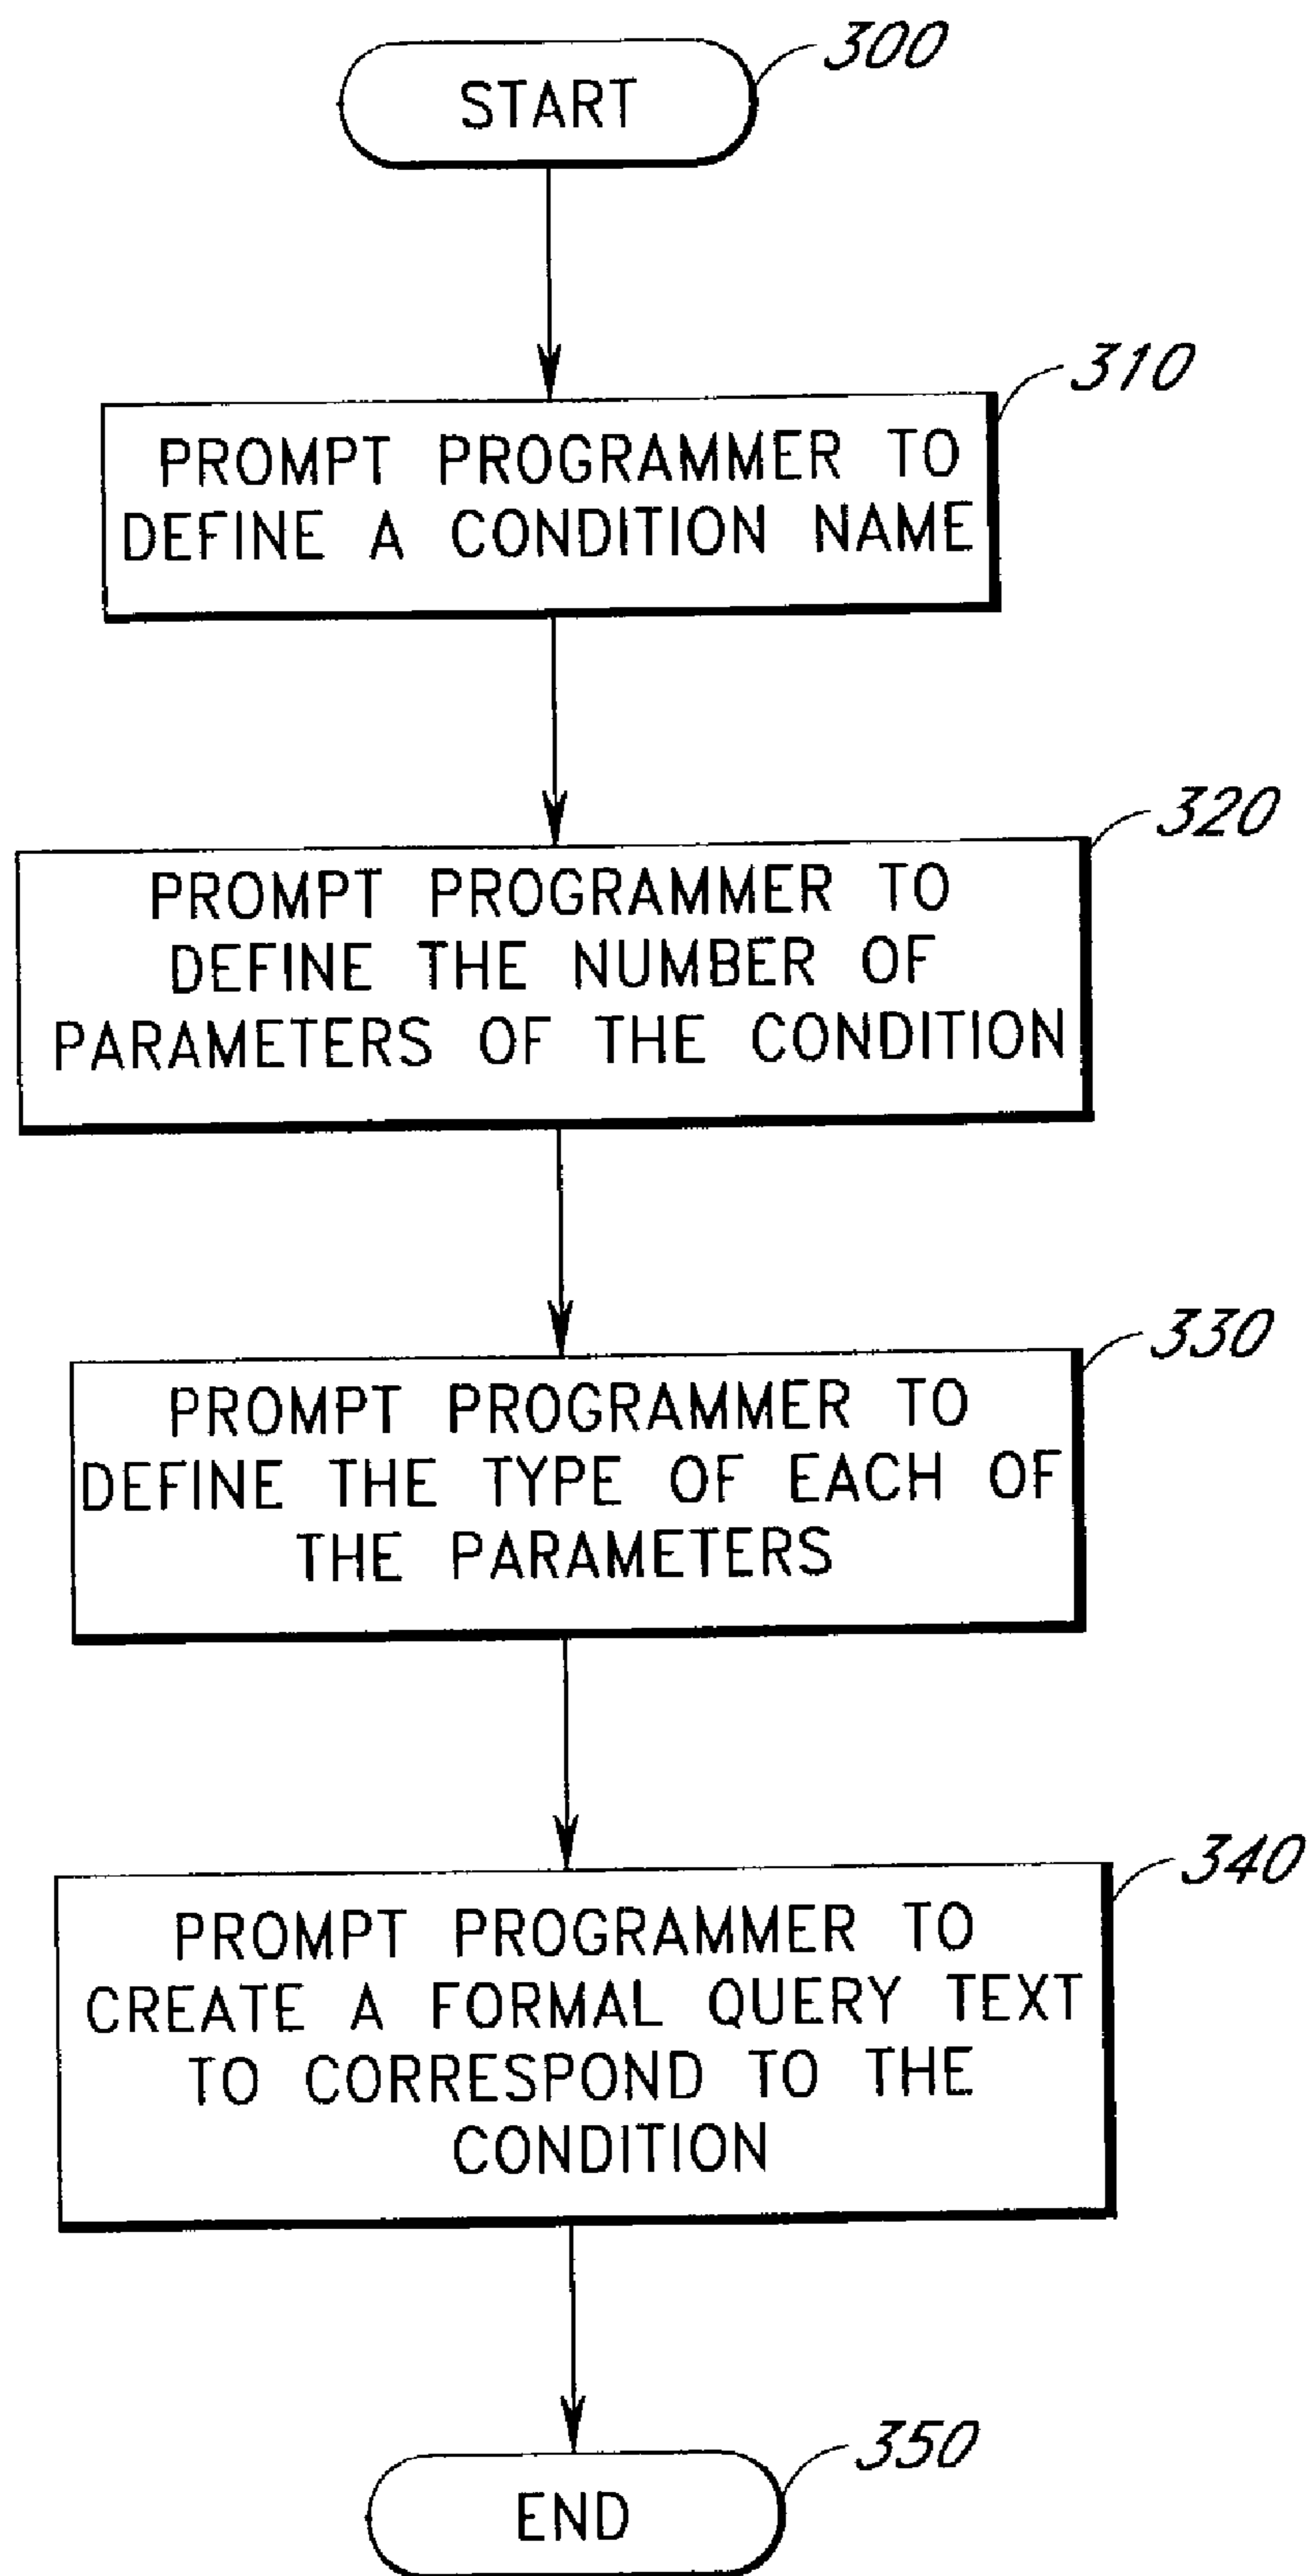 START
300
310
PROMPT PROGRAMMER TO
DEFINE A CONDITION NAME
320
PROMPT PROGRAMMER TO
DEFINE THE NUMBER OF
PARAMETERS OF THE CONDITION
330
PROMPT PROGRAMMER TO
DEFINE THE TYPE OF EACH OF
THE PARAMETERS
340
PROMPT PROGRAMMER TO
CREATE A FORMAL QUERY TEXT
TO CORRESPOND TO THE
CONDITION
350
END